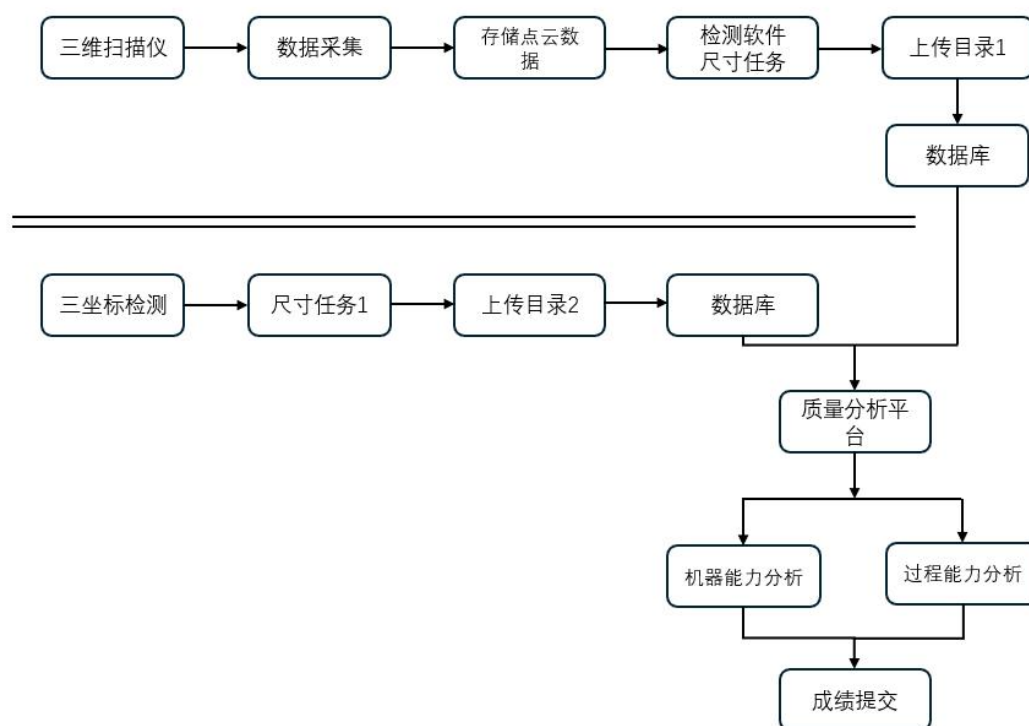 三维扫描仪
数据采集
存储点云数
据
检测软件
尺寸任务
上传目录1
数据库
三坐标检测
尺寸任务1
上传目录2
数据库
质量分析平
台
机器能力分析
过程能力分析
成绩提交